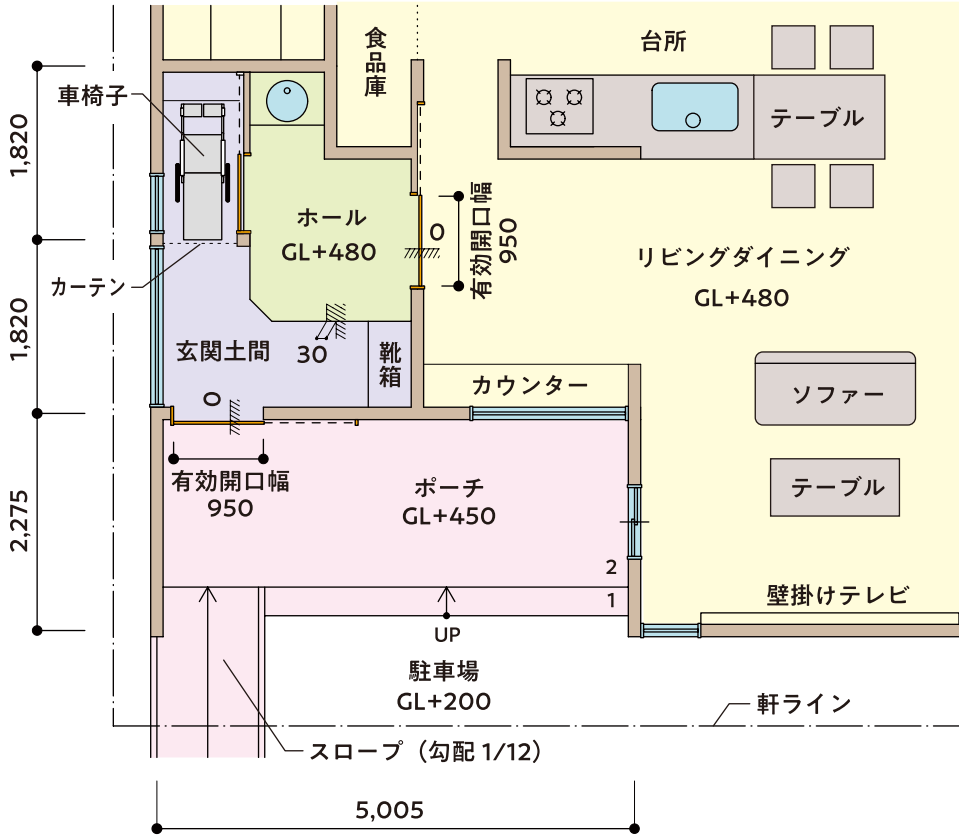 食品庫
台所
車椅子
テーブル
1,820
ホール
GL+480
0
有効開口幅
950
リビングダイニング
GL+480
カーテン
1,820
玄関土間
30
靴箱
0
カウンター
ソファー
有効開口幅
950
ポーチ
GL+450
テーブル
2,275
2
1
壁掛けテレビ
UP
駐車場
GL+200
軒ライン
スロープ（勾配 1/12）
5,005